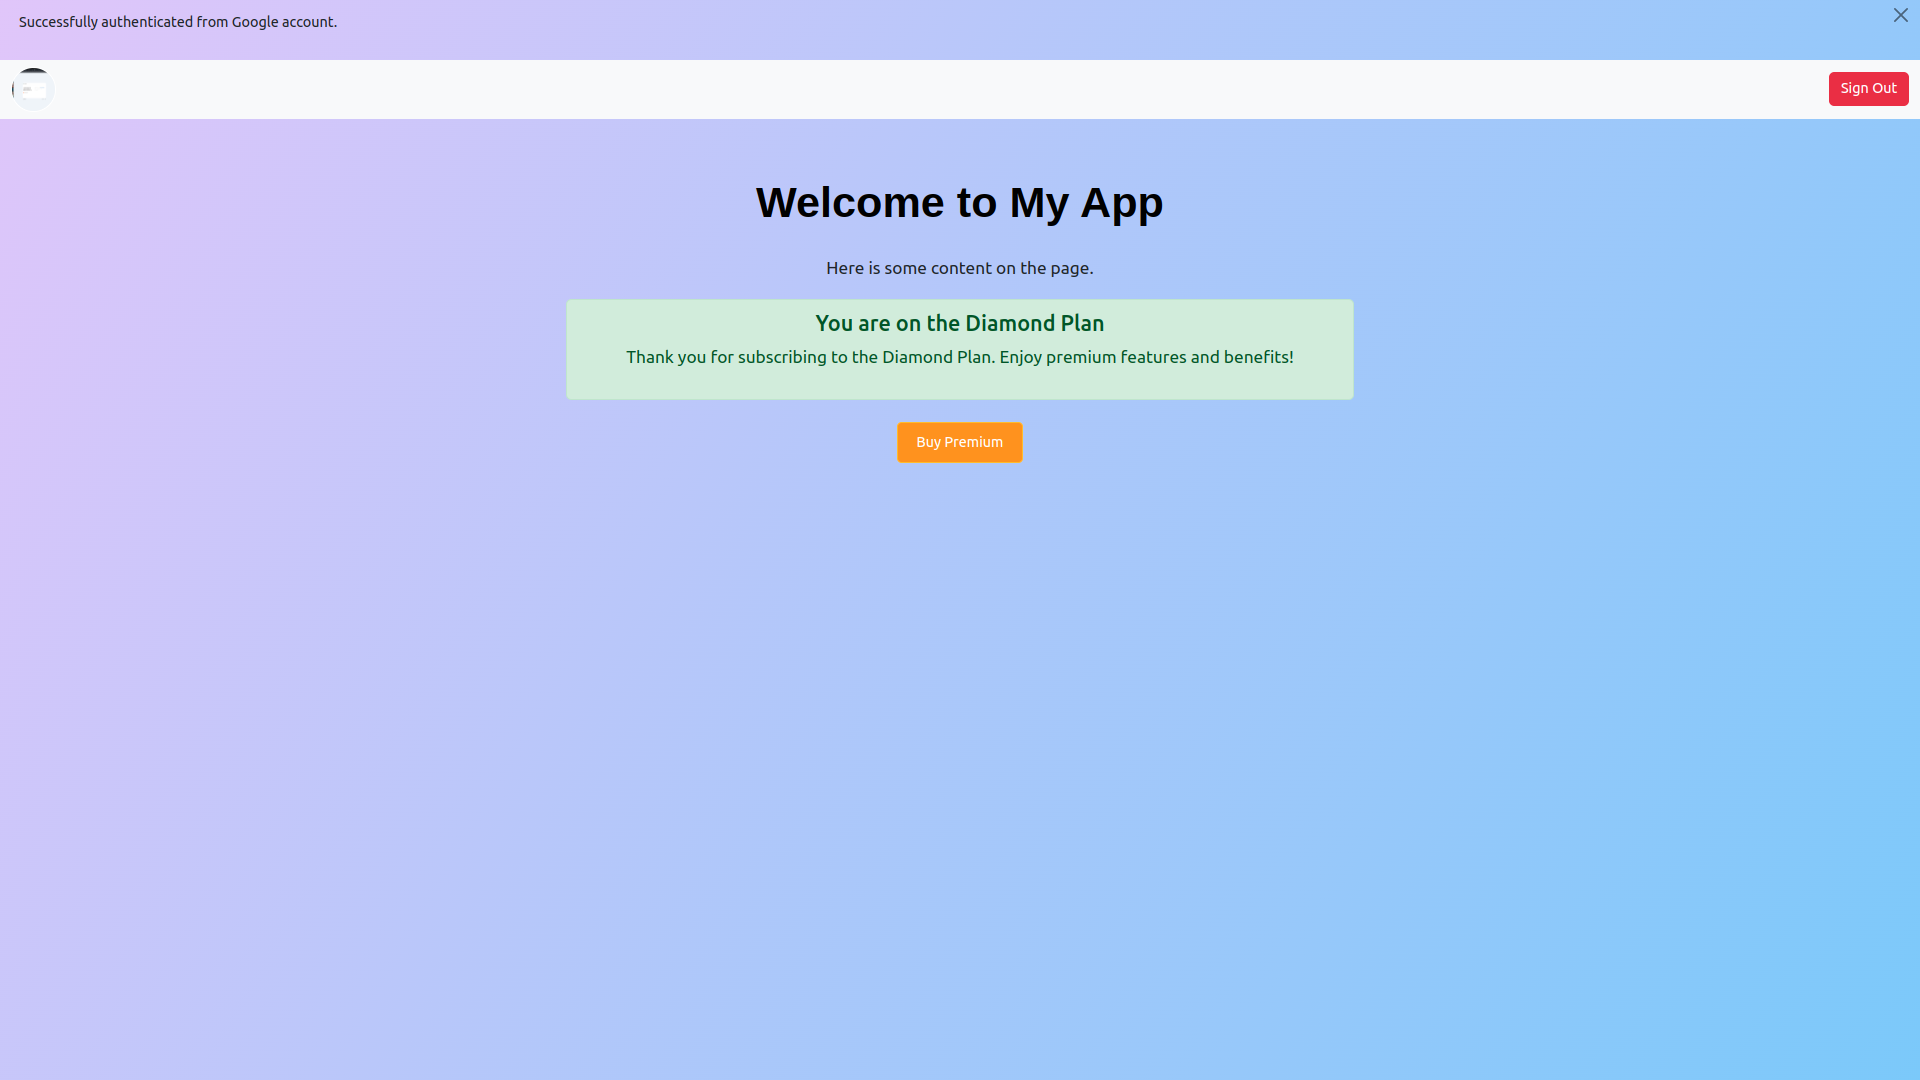 Successfully authenticated from Google account.
Sign Out
Welcome to My App
Here is some content on the page.
You are on the Diamond Plan
Thank you for subscribing to the Diamond Plan. Enjoy premium features and benefits!
Buy Premium